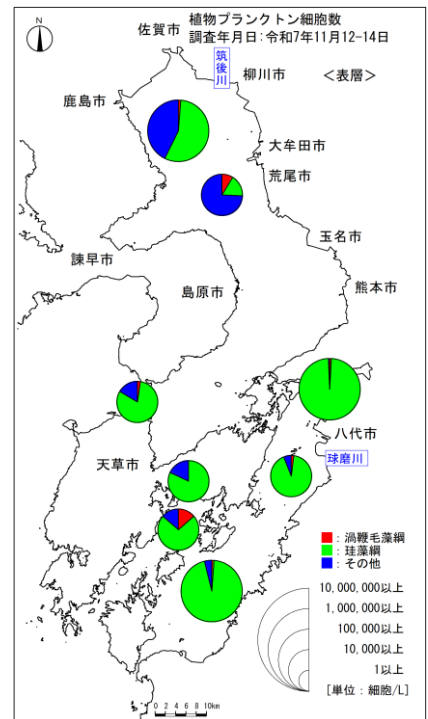 植物プランクトン細胞数
調査年月日:令和7年11月12-14日
<表層>
N
佐賀市
筑後川
柳川市
鹿島市
大牟田市
荒尾市
玉名市
諫早市
島原市
熊本市
八代市
天草市
球磨川
:渦鞭毛藻綱
:珪藻綱
:その他
10,000,000以上
1,000,000以上
100,000以上
10,000以上
1以上
[単位:細胞/L]
0 2 4 6 8 10km